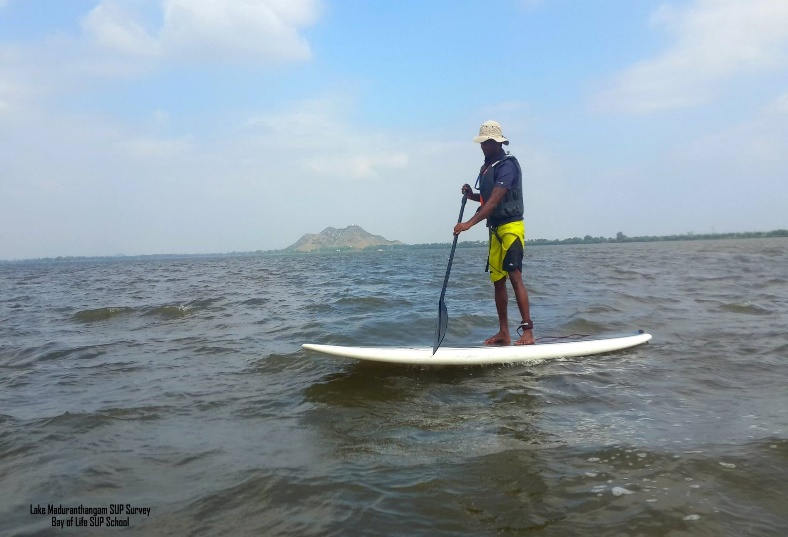 Lake Maduranthangam SUP Survey
Bay of Life SUP School